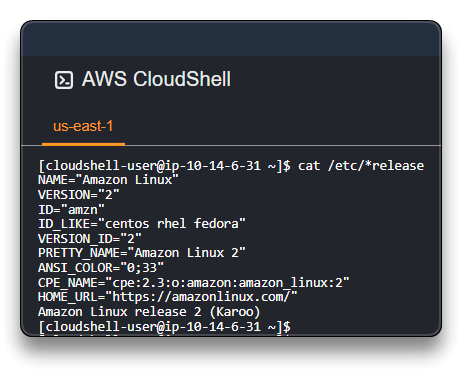 AWS CloudShell
us-east-1
[cloudshell-user@ip-10-14-6-31 ~]$ cat /etc/*release
NAME="Amazon Linux"
VERSION="2"
ID="amzn"
ID_LIKE="centos rhel fedora"
VERSION_ID="2"
PRETTY_NAME="Amazon Linux 2"
ANSI_COLOR="0;33"
CPE_NAME="cpe:2.3:o:amazon:amazon_linux:2"
HOME_URL="https://amazonlinux.com/"
Amazon Linux release 2 (Karoo)
[cloudshell-user@ip-10-14-6-31 ~]$